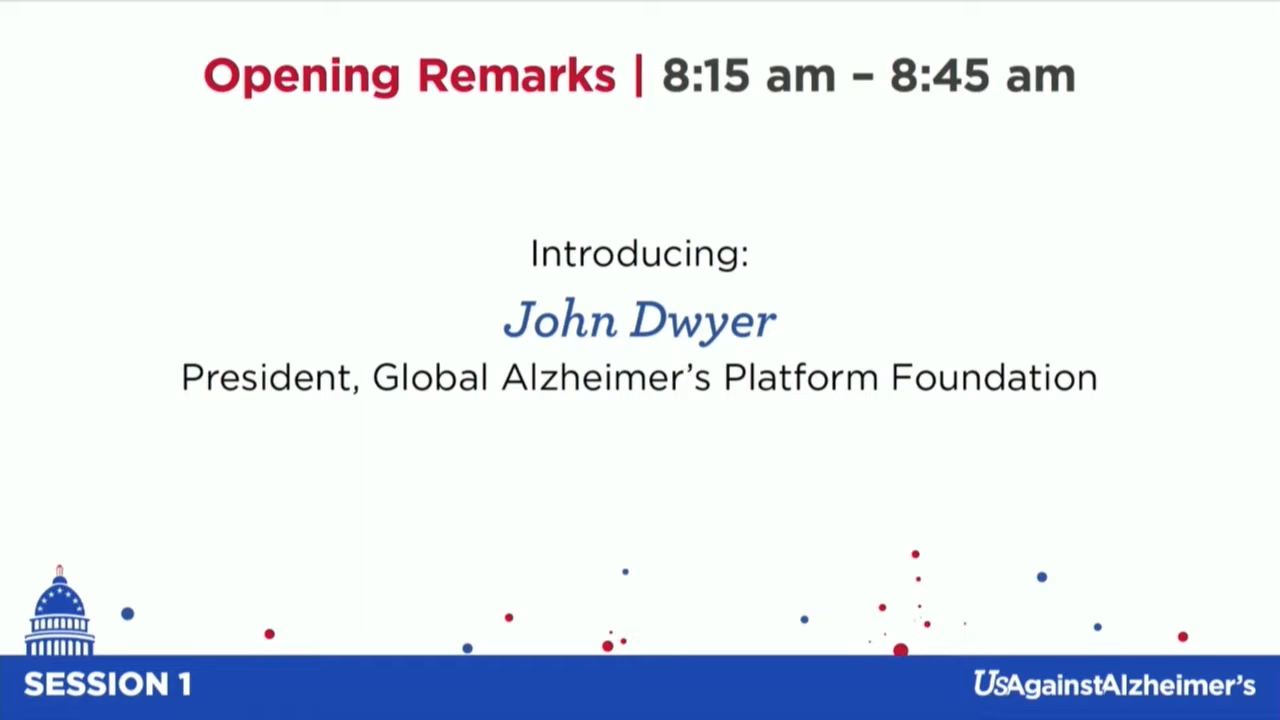 Opening Remarks | 8:15 am – 8:45 am
Introducing:
John Dwyer
President, Global Alzheimer’s Platform Foundation
SESSION 1
UsAgainstAlzheimer’s